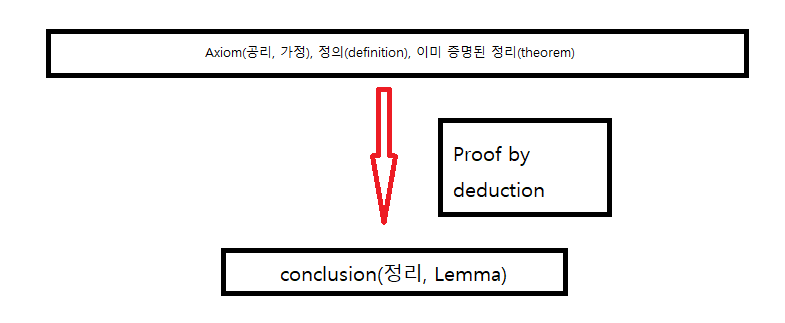 Axiom(공리, 가정), 정의(definition), 이미 증명된 정리(theorem)
Proof by
deduction
conclusion(정리, Lemma)